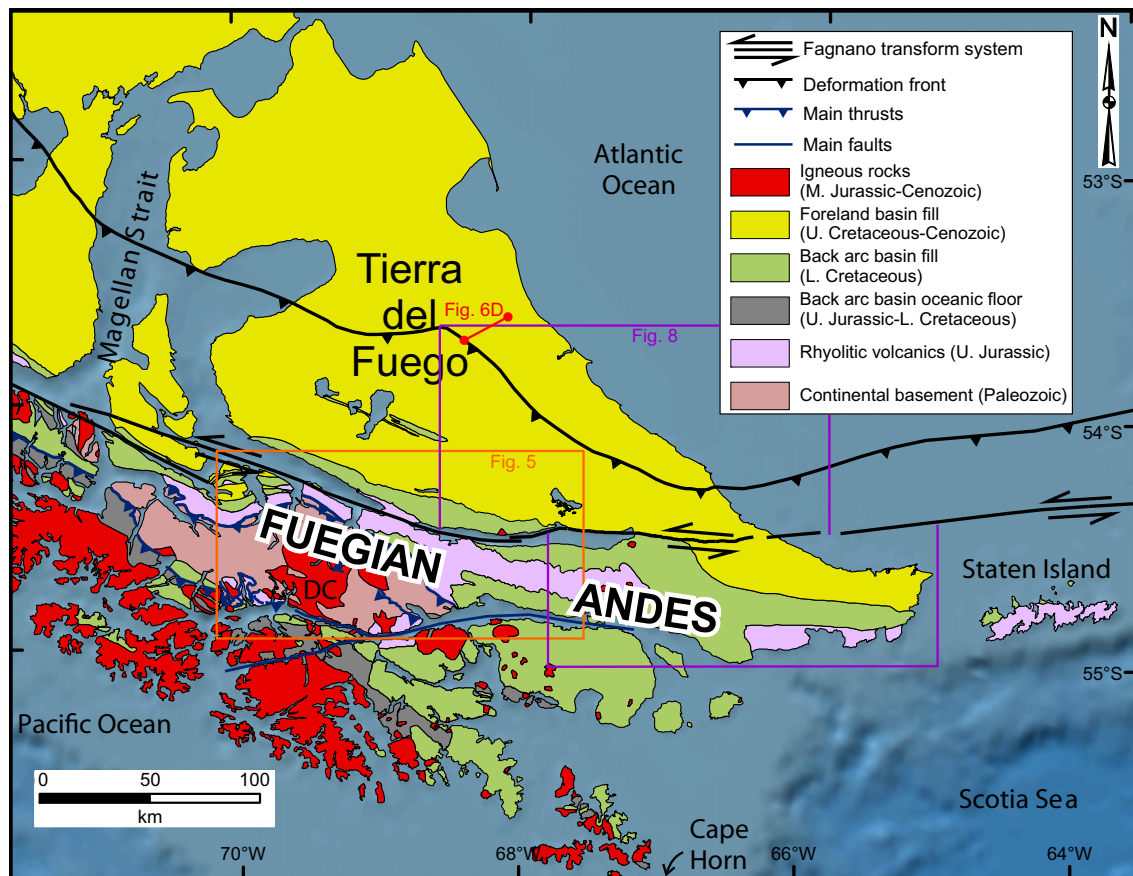 Fagnano transform system
Deformation front
Main thrusts
Main faults
Igneous rocks
(M. Jurassic-Cenozoic)
Foreland basin fill
(U. Cretaceous-Cenozoic)
Back arc basin fill
(L. Cretaceous)
Back arc basin oceanic floor
(U. Jurassic-L. Cretaceous)
Rhyolitic volcanics (U. Jurassic)
Continental basement (Paleozoic)
N
Atlantic
Ocean
53°S
Magellan Strait
Tierra
del
Fuego
Fig. 6D
Fig. 8
54°S
Fig. 5
FUEGIAN
ANDES
DC
Staten Island
55°S
Pacific Ocean
0 50 100
km
Scotia Sea
Cape
Horn
70°W
68°W
66°W
64°W